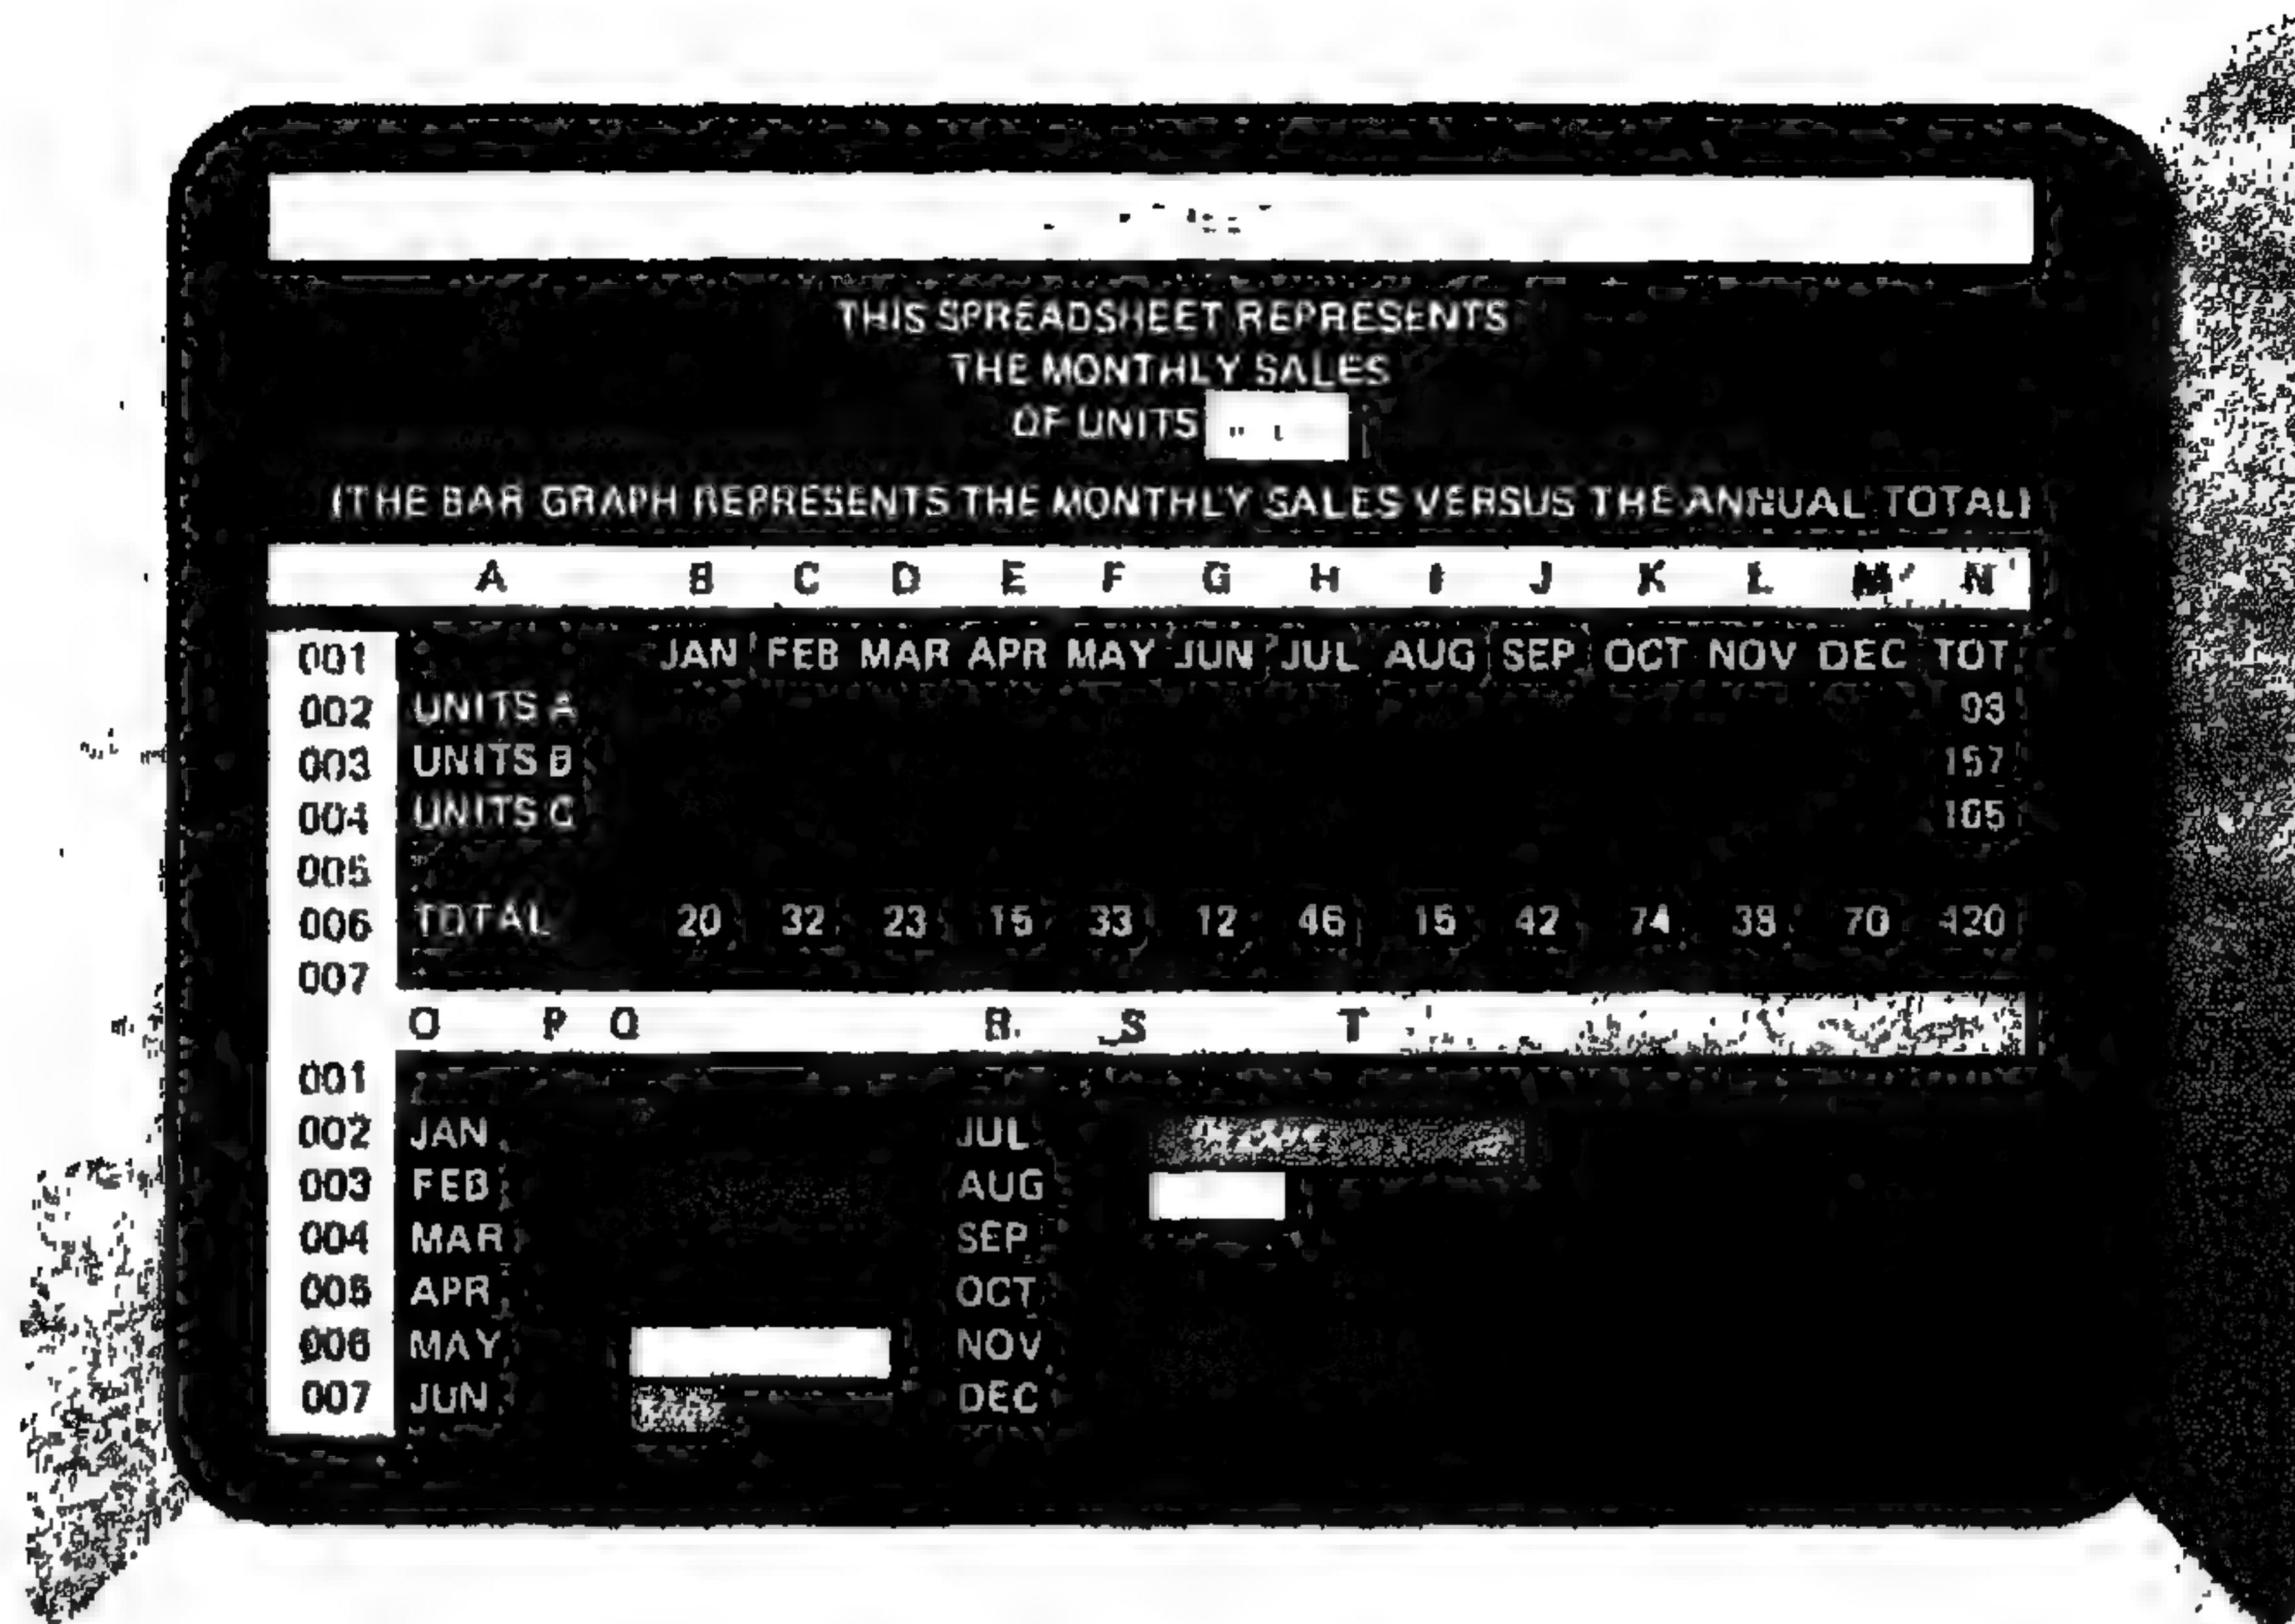 THIS SPREADSHEET REPRESENTS
THE MONTHLY SALES
OF UNITS
(THE BAR GRAPH REPRESENTS THE MONTHLY SALES VERSUS THE ANNUAL TOTAL)
A B C D E F G H I J K L M N
001 JAN FEB MAR APR MAY JUN JUL AUG SEP OCT NOV DEC TOT
002 UNITS A 93
003 UNITS B 157
004 UNITS C
005
006 TOTAL 20 32 23 15 33 12 46 15 42 74 70 420
007
O P Q R S T
001
002 JAN JUL
003 FEB AUG
004 MAR SEP
005 APR OCT
006 MAY NOV
007 JUN DEC